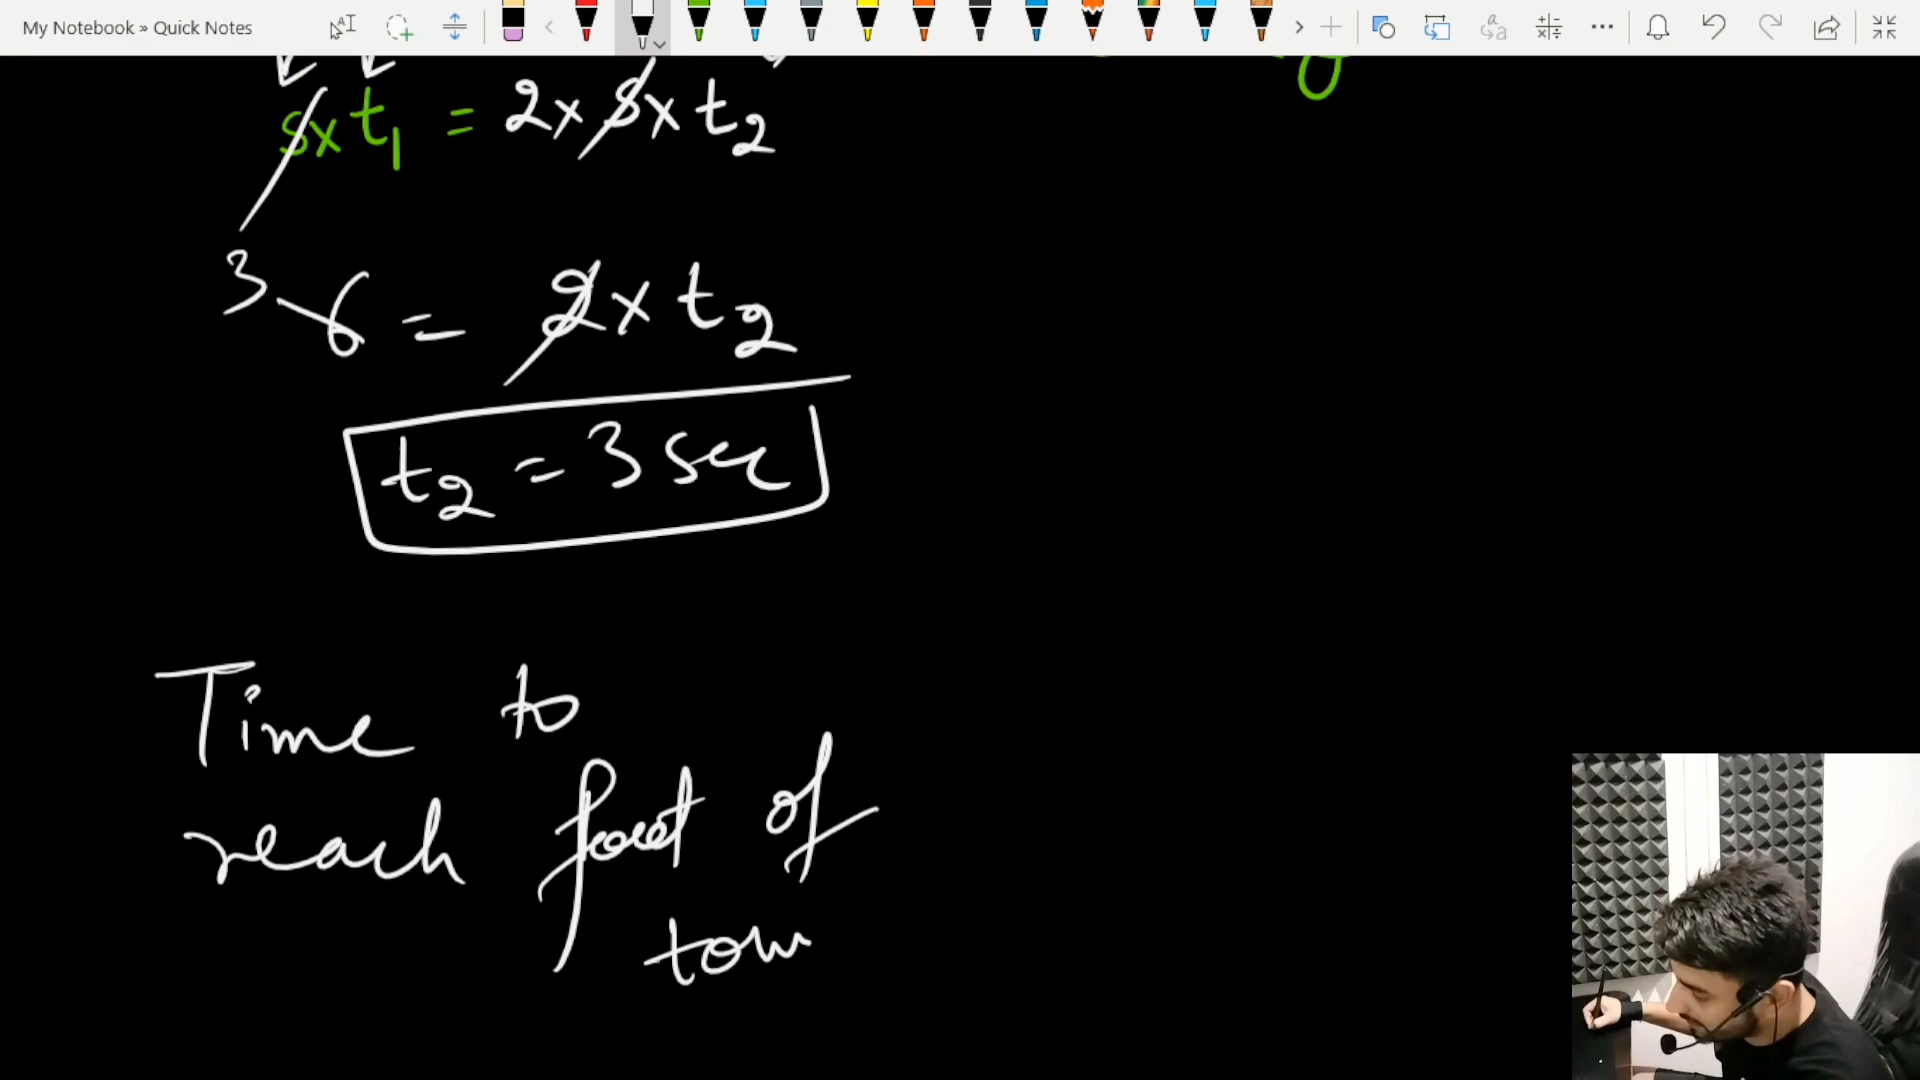 My Notebook » Quick Notes
s x t1 = 2 x s x t2
3 6 = 2 x t2
t2 = 3 sec
Time to
reach foot of
tow